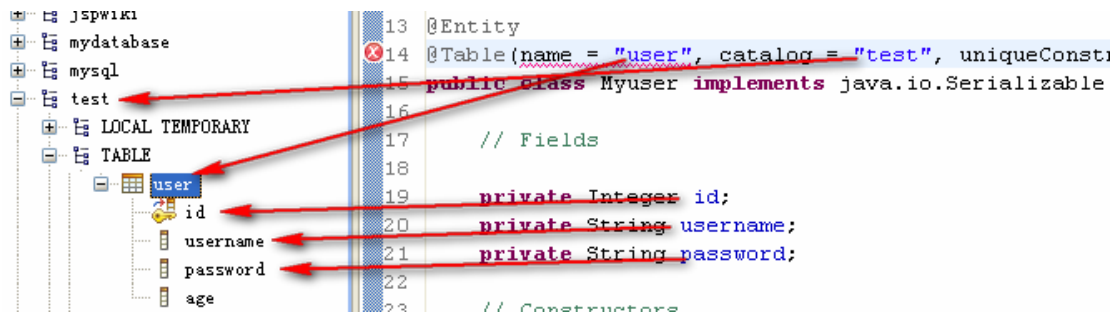 jspwiki
mydatabase
mysql
test
LOCAL TEMPORARY
TABLE
user
id
username
password
age
13 @Entity
14 @Table(name = "user", catalog = "test", uniqueConstr
15 public class Myuser implements java.io.Serializable
16
17 // Fields
18
19 private Integer id;
20 private String username;
21 private String password;
22
23 // Constructors